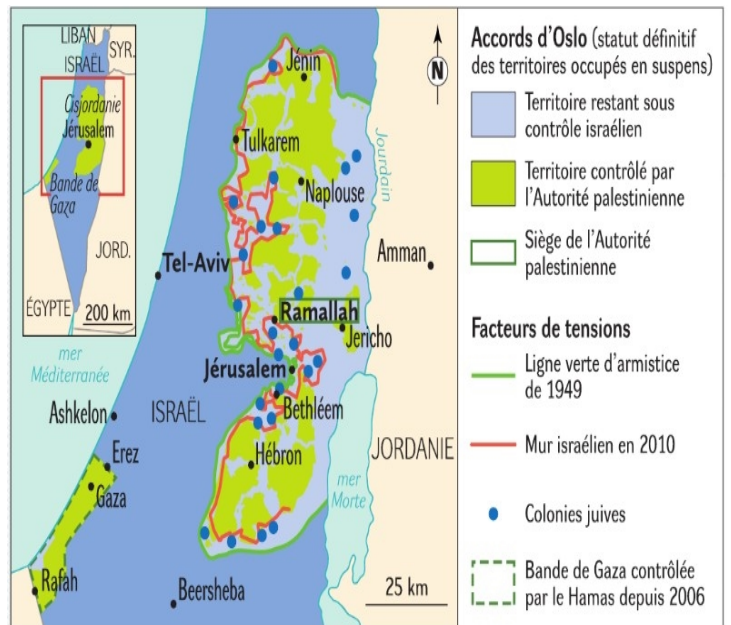 LIBAN
SYR.
ISRAËL
Cisjordanie
Jérusalem
Bande de
Gaza
JORD.
ÉGYPTE
200 km
mer
Méditerranée
N
Jénin
Tulkarem
Naplouse
Jourdain
Tel-Aviv
Amman
Ramallah
Jericho
Jérusalem
Bethléem
Ashkelon
ISRAËL
JORDANIE
Erez
Hébron
Gaza
mer
Morte
Rafah
Beersheba
25 km
Accords d'Oslo (statut définitif
des territoires occupés en suspens)
Territoire restant sous
contrôle israélien
Territoire contrôlé par
l'Autorité palestinienne
Siège de l'Autorité
palestinienne
Facteurs de tensions
Ligne verte d'armistice
de 1949
Mur israélien en 2010
Colonies juives
Bande de Gaza contrôlée
par le Hamas depuis 2006